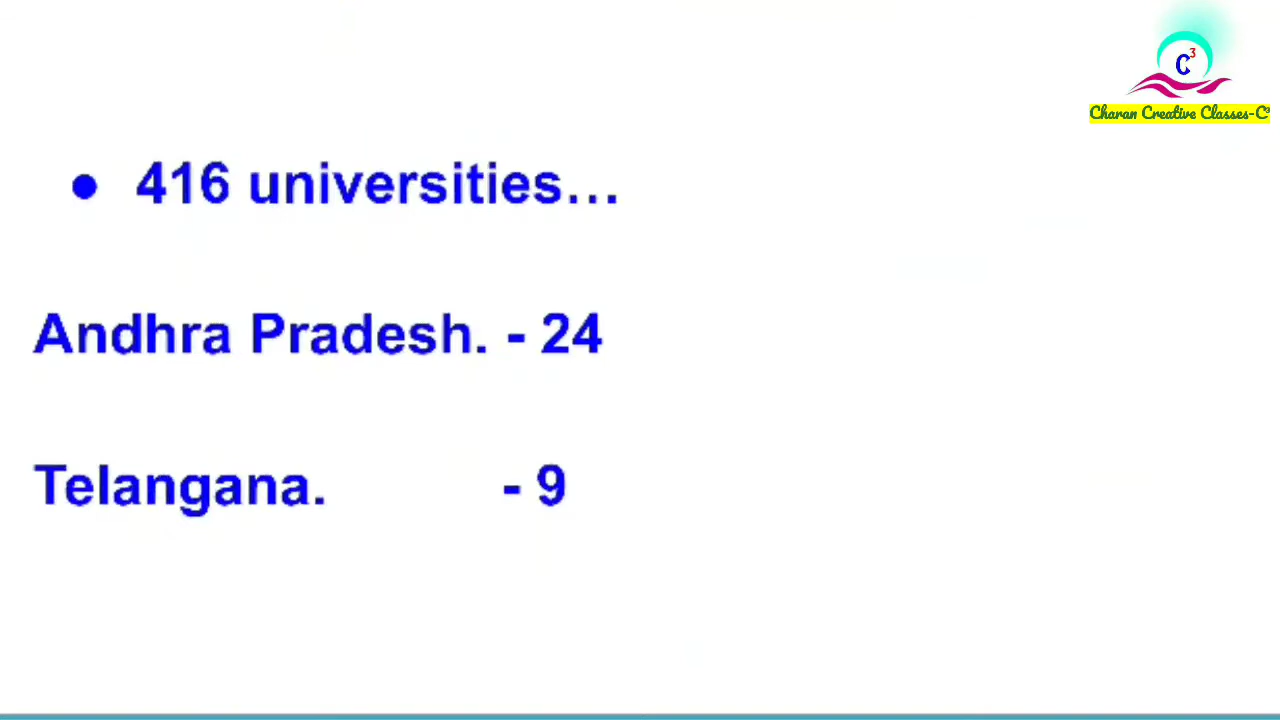 C³
Charan Creative Classes-C³
● 416 universities...
Andhra Pradesh. - 24
Telangana. - 9